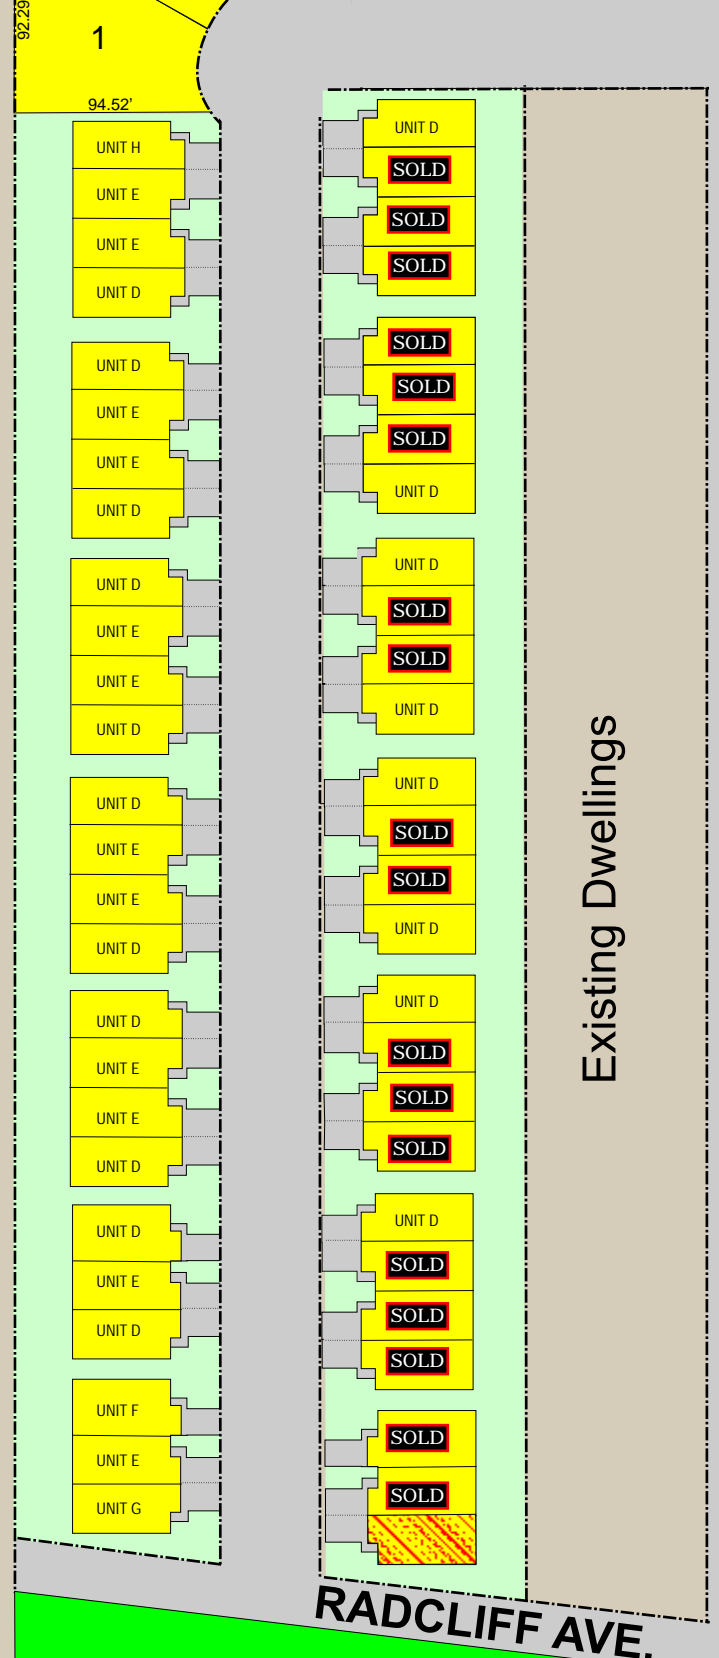 92.29
1
94.52’
UNIT H
UNIT E
UNIT E
UNIT D
UNIT D
UNIT E
UNIT E
UNIT D
UNIT D
UNIT E
UNIT E
UNIT D
UNIT D
UNIT E
UNIT E
UNIT D
UNIT D
UNIT E
UNIT E
UNIT D
UNIT D
UNIT E
UNIT D
UNIT F
UNIT E
UNIT G
UNIT D
SOLD
SOLD
SOLD
SOLD
SOLD
SOLD
UNIT D
UNIT D
SOLD
SOLD
UNIT D
UNIT D
SOLD
SOLD
UNIT D
UNIT D
SOLD
SOLD
SOLD
UNIT D
SOLD
SOLD
SOLD
SOLD
SOLD
Existing Dwellings
RADCLIFF AVE.